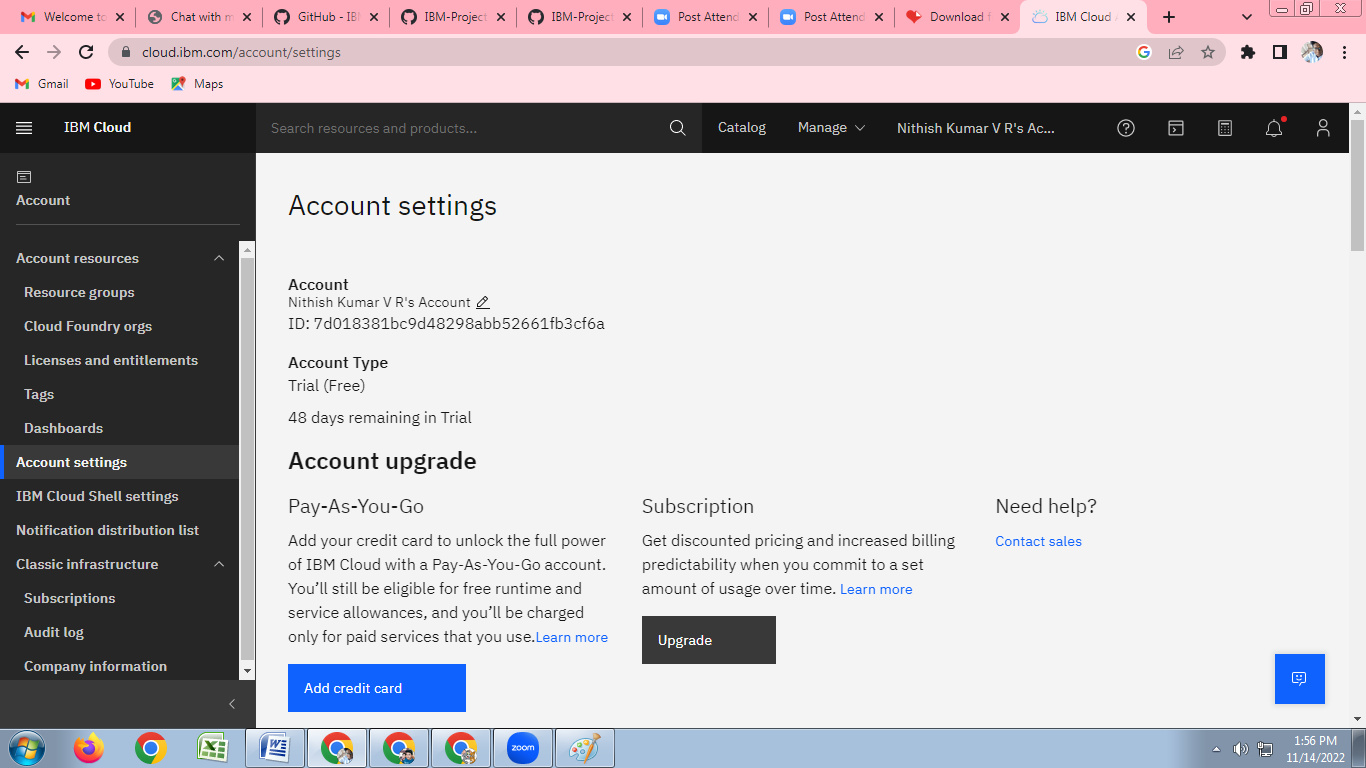 Welcome to
Chat with m
GitHub - IB
IBM-Project
IBM-Project
Post Attend
Post Attend
Download f
IBM Cloud
cloud.ibm.com/account/settings
Gmail
YouTube
Maps
IBM Cloud
Search resources and products...
Catalog
Manage
Nithish Kumar V R's Ac...
Account
Account resources
Resource groups
Cloud Foundry orgs
Licenses and entitlements
Tags
Dashboards
Account settings
IBM Cloud Shell settings
Notification distribution list
Classic infrastructure
Subscriptions
Audit log
Company information
Account settings
Account
Nithish Kumar V R's Account
ID: 7d018381bc9d48298abb52661fb3cf6a
Account Type
Trial (Free)
48 days remaining in Trial
Account upgrade
Pay-As-You-Go
Add your credit card to unlock the full power
of IBM Cloud with a Pay-As-You-Go account.
You’ll still be eligible for free runtime and
service allowances, and you’ll be charged
only for paid services that you use.Learn more
Add credit card
Subscription
Get discounted pricing and increased billing
predictability when you commit to a set
amount of usage over time. Learn more
Upgrade
Need help?
Contact sales
zoom
1:56 PM
11/14/2022